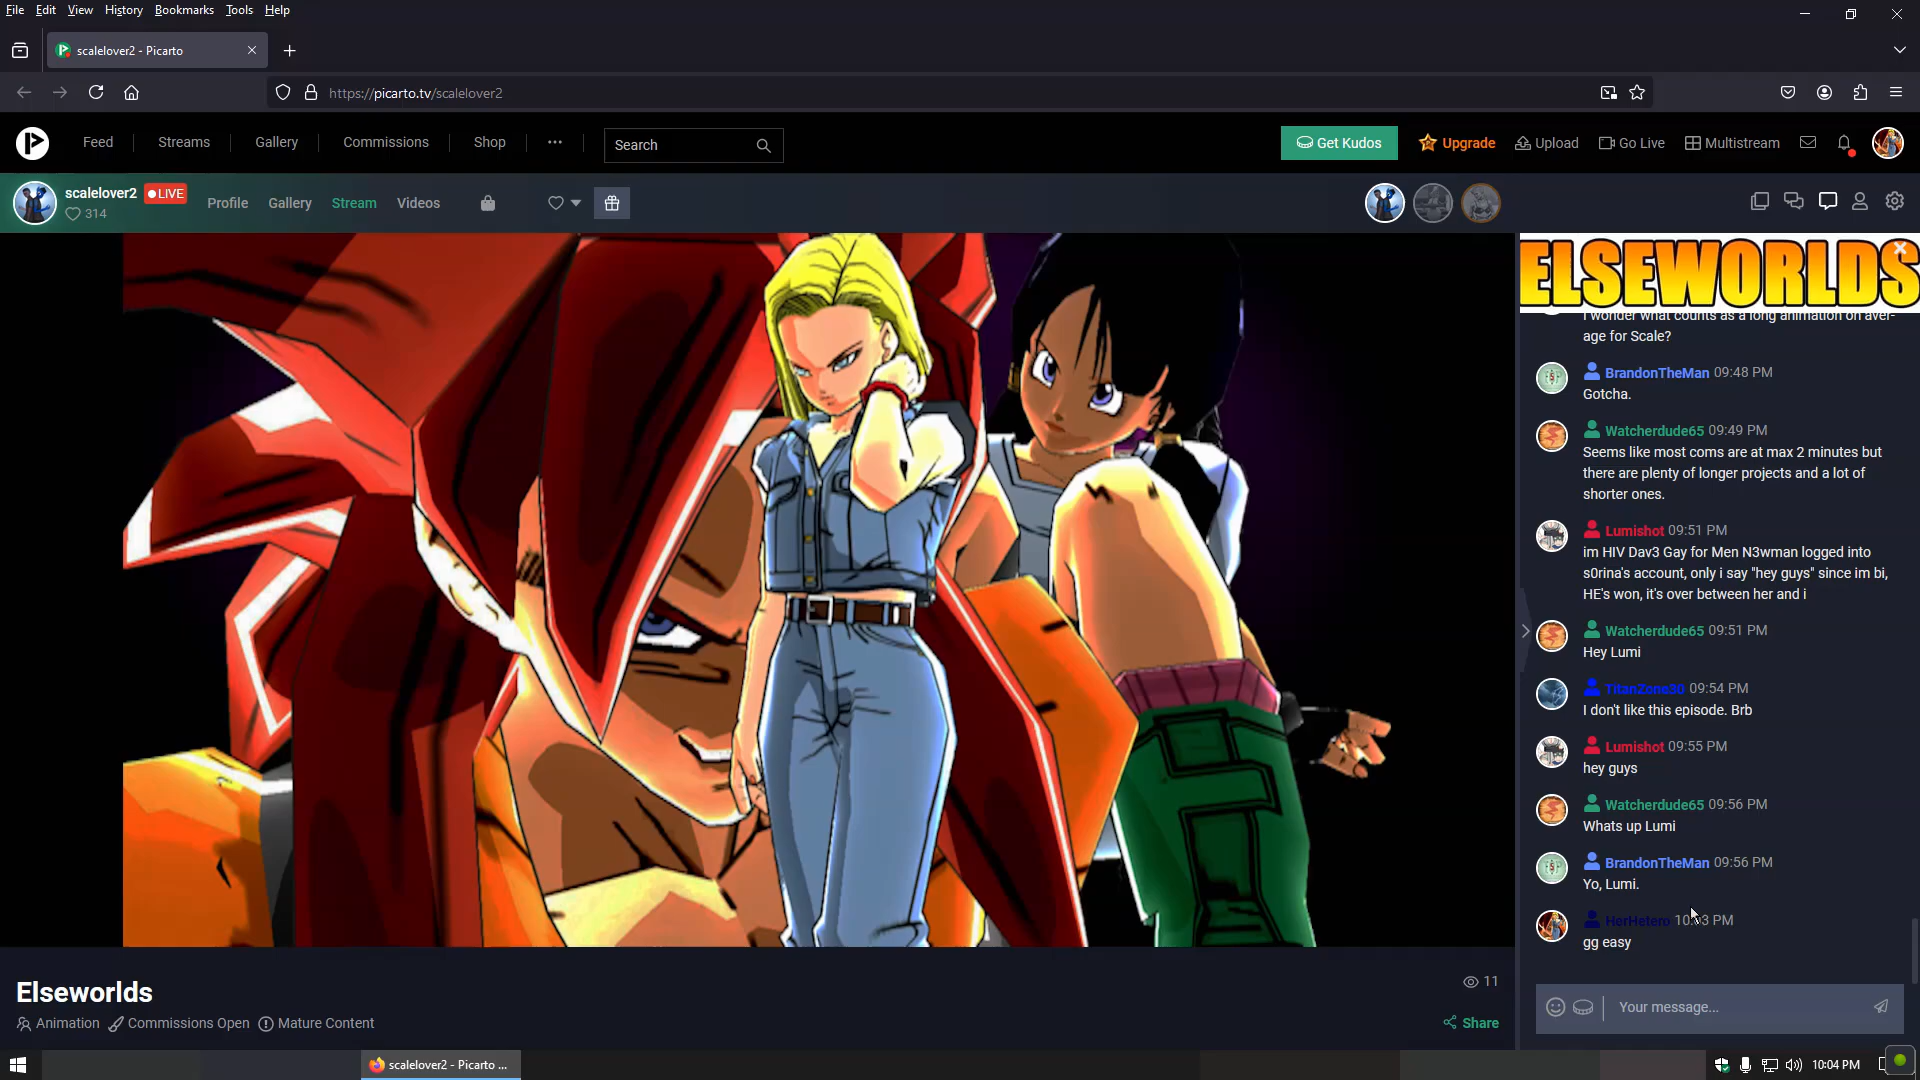 File Edit View History Bookmarks Tools Help
scalelover2 - Picarto
https://picarto.tv/scalelover2
Feed Streams Gallery Commissions Shop ... Search Get Kudos Upgrade Upload Go Live Multistream
scalelover2 LIVE
314
Profile Gallery Stream Videos
ELSEWORLDS
I wonder what counts as a long animation on aver-
age for Scale?
BrandonTheMan 09:48 PM
Gotcha.
Watcherdude65 09:49 PM
Seems like most coms are at max 2 minutes but
there are plenty of longer projects and a lot of
shorter ones.
Lumishot 09:51 PM
im HIV Dav3 Gay for Men N3wman logged into
s0rina's account, only i say "hey guys" since im bi,
HE's won, it's over between her and i
Watcherdude65 09:51 PM
Hey Lumi
TitanZone30 09:54 PM
I don't like this episode. Brb
Lumishot 09:55 PM
hey guys
Watcherdude65 09:56 PM
Whats up Lumi
BrandonTheMan 09:56 PM
Yo, Lumi.
HerHetero PM
gg easy
Your message...
Elseworlds
11
Animation Commissions Open Mature Content
Share
scalelover2 - Picarto ...
10:04 PM